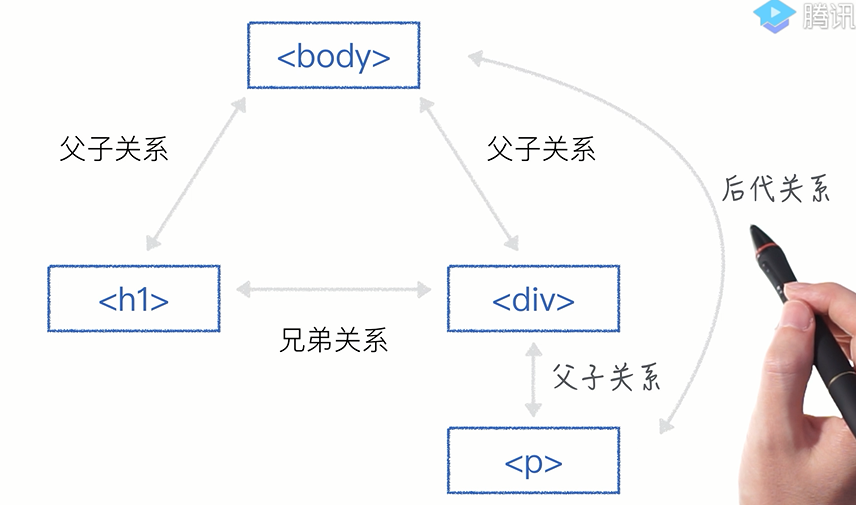 腾讯
<body>
父子关系
父子关系
后代关系
<h1>
<div>
兄弟关系
父子关系
<p>